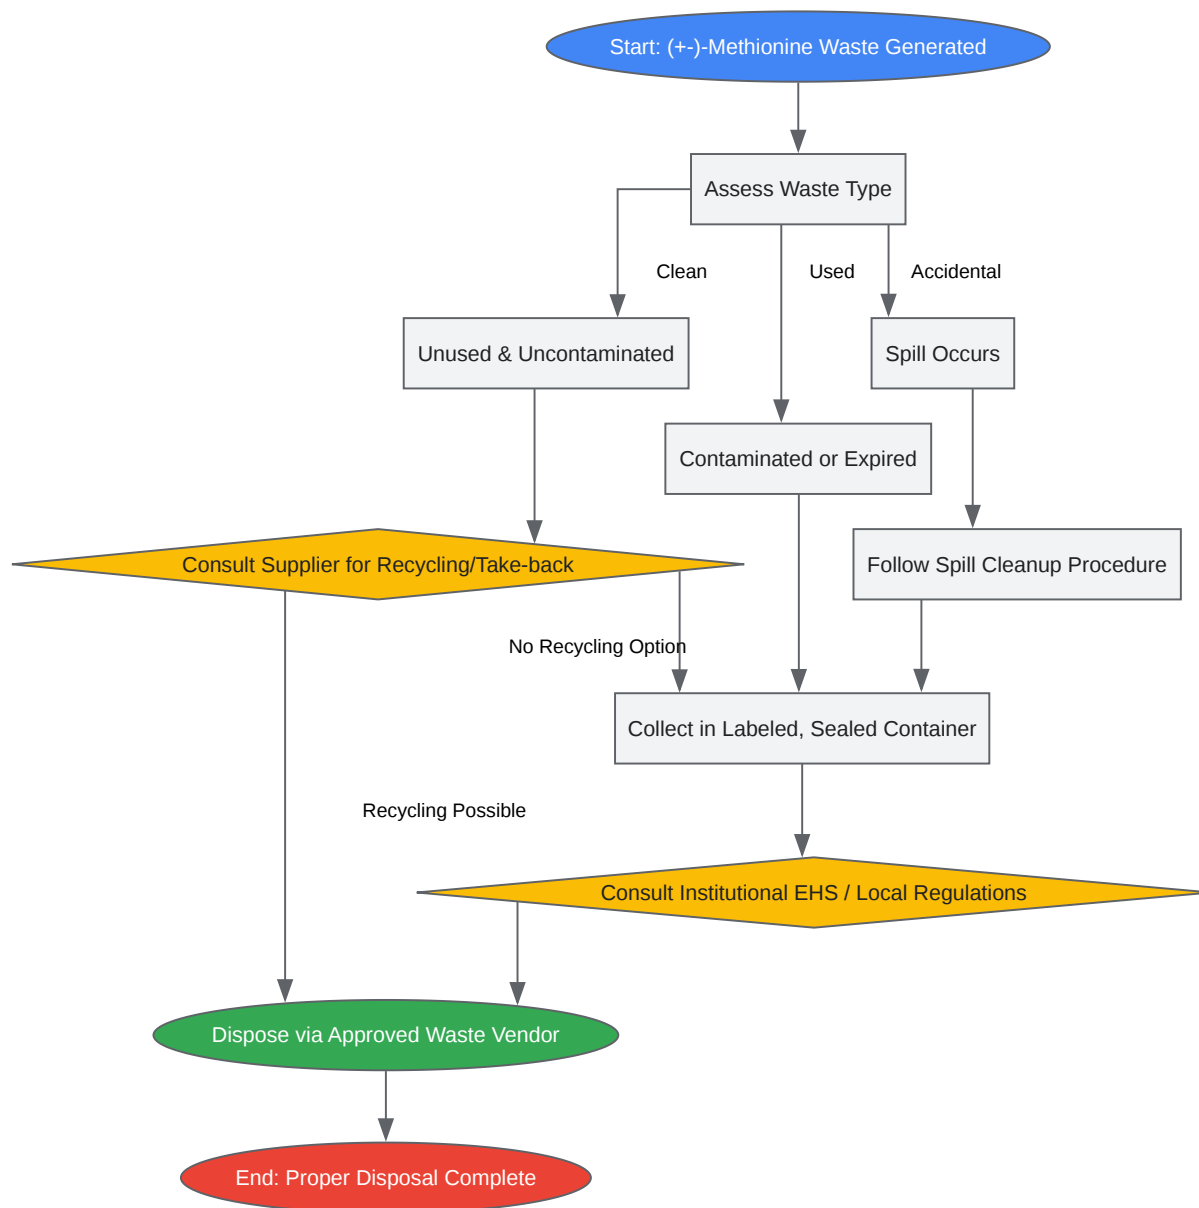 Start: (+-)-Methionine Waste Generated
Assess Waste Type
Clean
Used
Accidental
Unused & Uncontaminated
Spill Occurs
Contaminated or Expired
Consult Supplier for Recycling/Take-back
Follow Spill Cleanup Procedure
No Recycling Option
Collect in Labeled, Sealed Container
Recycling Possible
Consult Institutional EHS / Local Regulations
Dispose via Approved Waste Vendor
End: Proper Disposal Complete